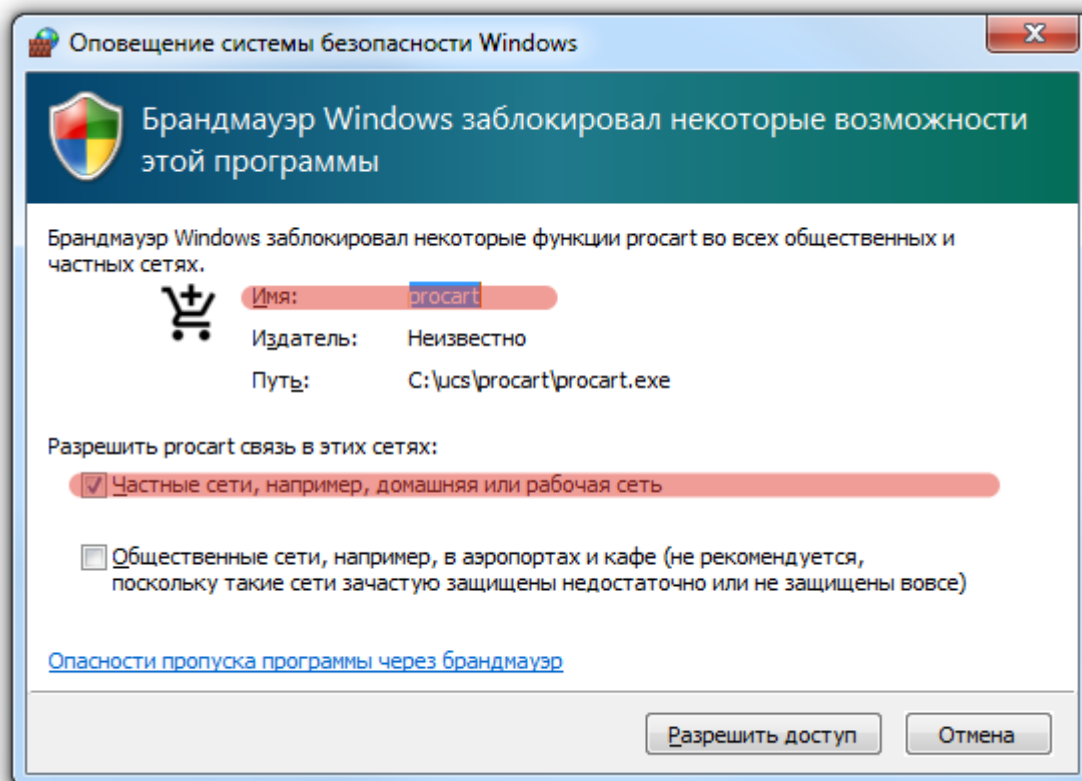 Оповещение системы безопасности Windows
Брандмауэр Windows заблокировал некоторые возможности
этой программы
Брандмауэр Windows заблокировал некоторые функции procart во всех общественных и
частных сетях.
Имя: procart
Издатель: Неизвестно
Путь: C:\ucs\procart\procart.exe
Разрешить procart связь в этих сетях:
Частные сети, например, домашняя или рабочая сеть
Общественные сети, например, в аэропортах и кафе (не рекомендуется,
поскольку такие сети зачастую защищены недостаточно или не защищены вовсе)
Опасности пропуска программы через брандмауэр
Разрешить доступ Отмена